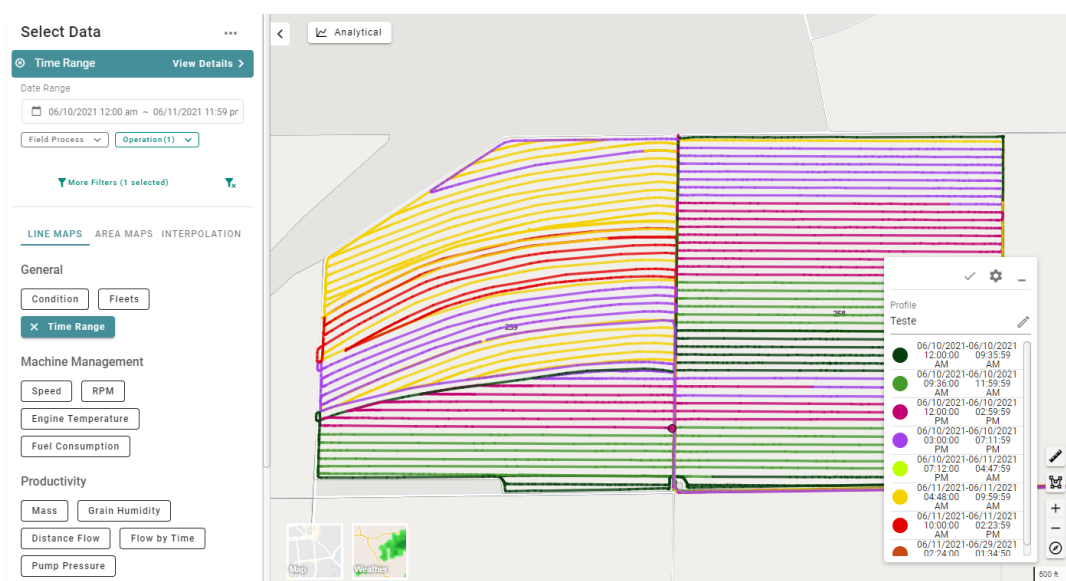 Select Data
Time Range View Details
Date Range
06/10/2021 12:00 am ~ 06/11/2021 11:59 pr
Field Process
Operation(1)
More Filters (1 selected)
LINE MAPS AREA MAPS INTERPOLATION
General
Condition Fleets
Time Range
Machine Management
Speed RPM
Engine Temperature
Fuel Consumption
Productivity
Mass Grain Humidity
Distance Flow Flow by Time
Pump Pressure
Analytical
259
258
Map
Weather
Profile
Teste
06/10/2021-06/10/2021
12:00:00 09:35:59
AM AM
06/10/2021-06/10/2021
09:36:00 11:59:59
AM AM
06/10/2021-06/10/2021
12:00:00 02:59:59
PM PM
06/10/2021-06/10/2021
03:00:00 07:11:59
PM PM
06/10/2021-06/11/2021
07:12:00 04:47:59
PM AM
06/11/2021-06/11/2021
04:48:00 09:59:59
AM AM
06/11/2021-06/11/2021
10:00:00 02:23:59
AM PM
06/11/2021-06/29/2021
02:24:00 01:34:50
500 ft